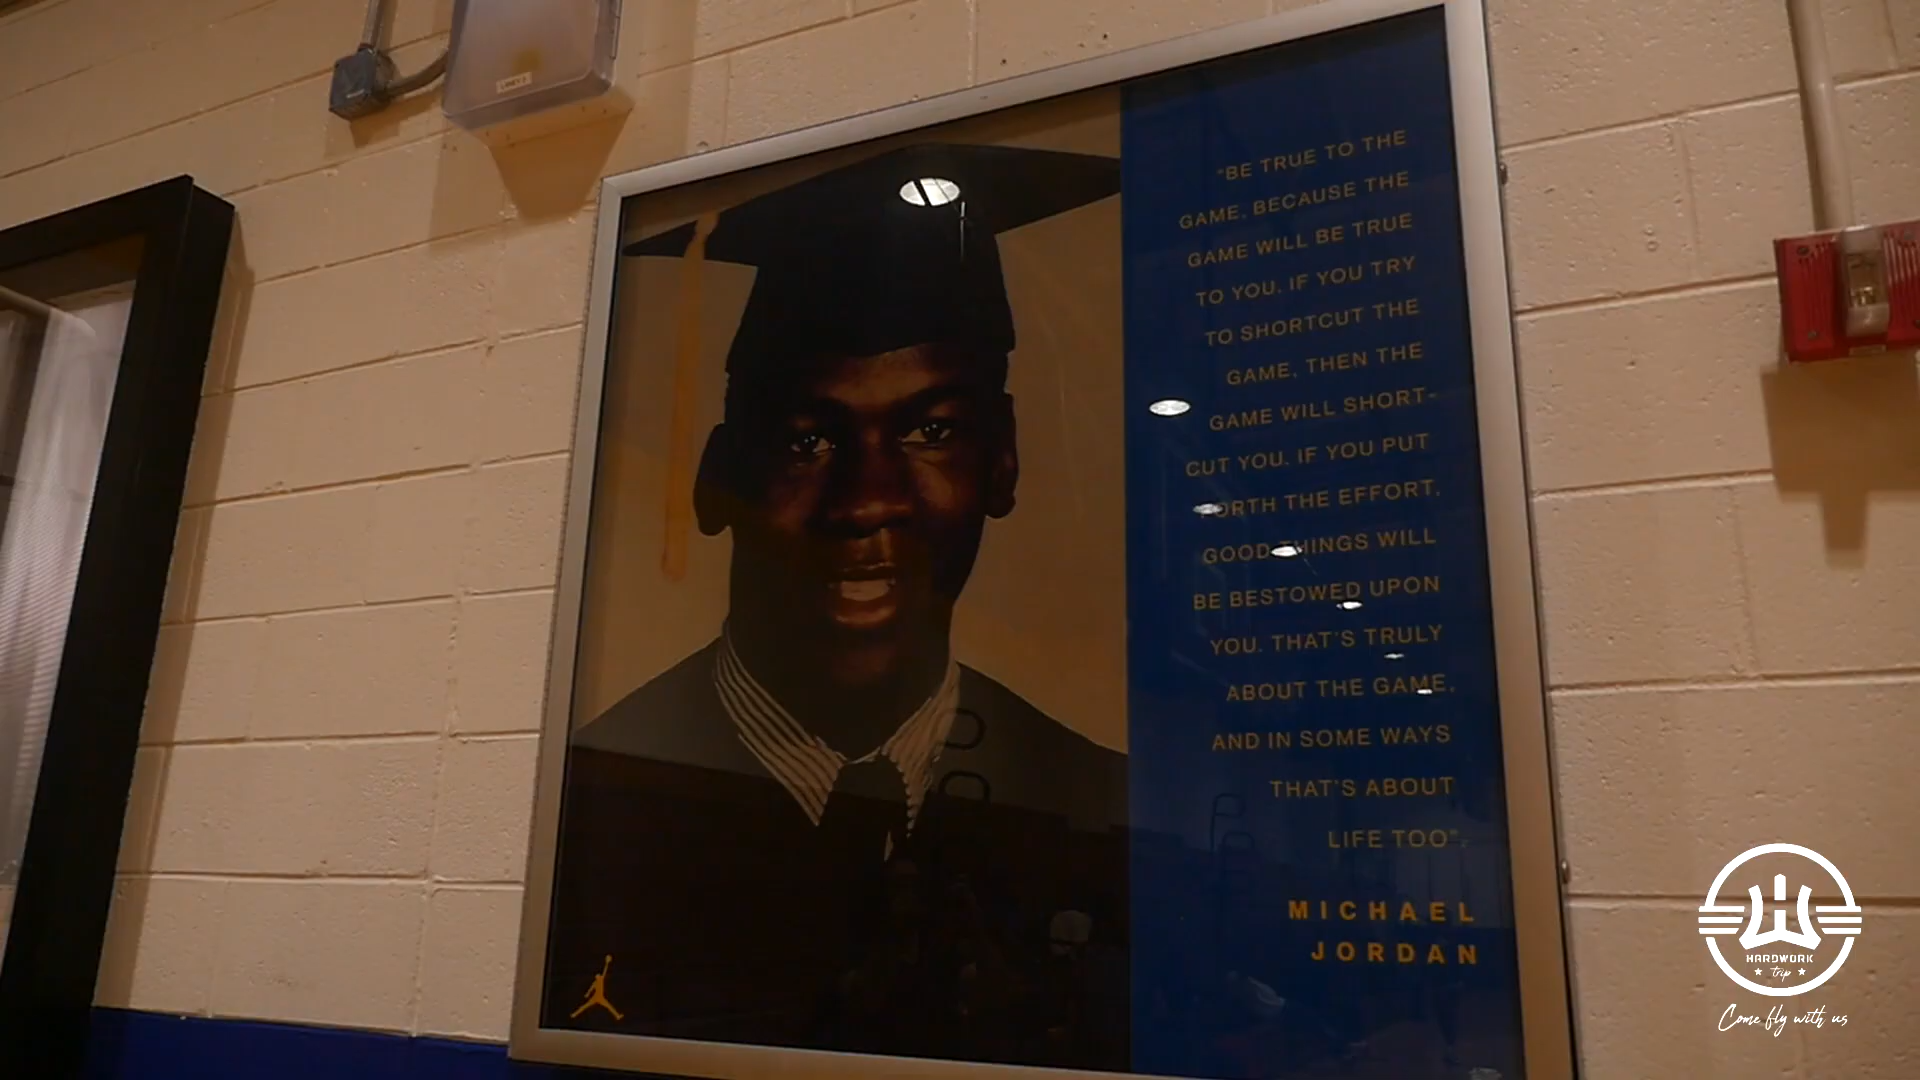 LANEY 2
"BE TRUE TO THE
GAME, BECAUSE THE
GAME WILL BE TRUE
TO YOU. IF YOU TRY
TO SHORTCUT THE
GAME, THEN THE
GAME WILL SHORT-
CUT YOU. IF YOU PUT
FORTH THE EFFORT,
GOOD THINGS WILL
BE BESTOWED UPON
YOU. THAT'S TRULY
ABOUT THE GAME,
AND IN SOME WAYS
THAT'S ABOUT
LIFE TOO".
MICHAEL
JORDAN
HARDWORK
trip
Come fly with us